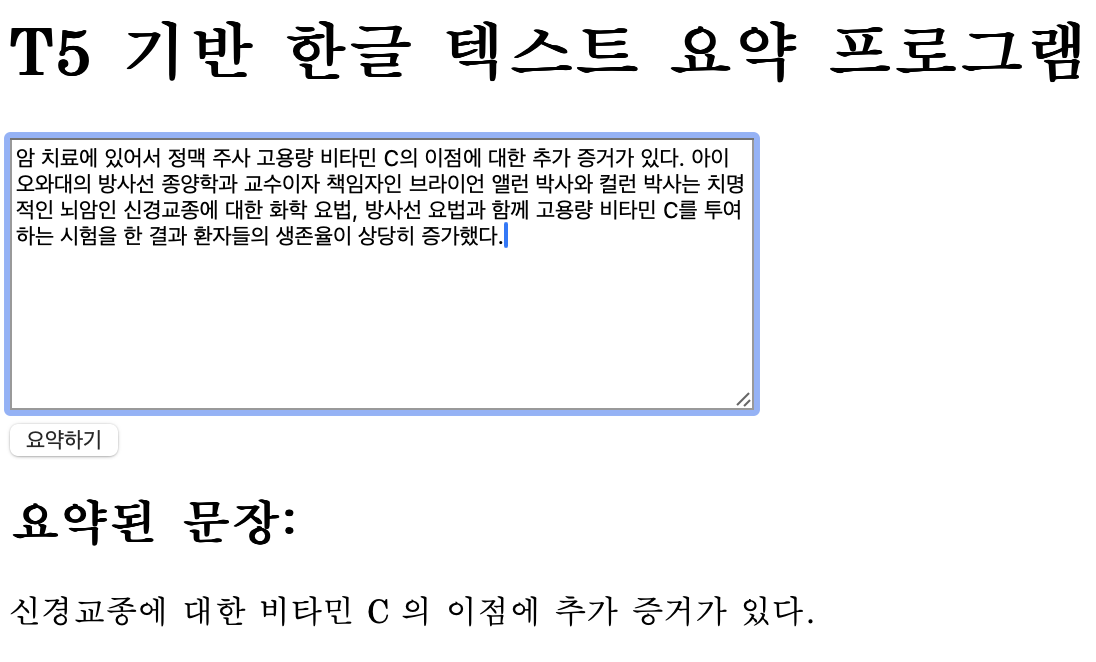 T5 기반 한글 텍스트 요약 프로그램
암 치료에 있어서 정맥 주사 고용량 비타민 C의 이점에 대한 추가 증거가 있다. 아이
오와대의 방사선 종양학과 교수이자 책임자인 브라이언 앨런 박사와 컬런 박사는 치명
적인 뇌암인 신경교종에 대한 화학 요법, 방사선 요법과 함께 고용량 비타민 C를 투여
하는 시험을 한 결과 환자들의 생존율이 상당히 증가했다.
요약하기
요약된 문장:
신경교종에 대한 비타민 C 의 이점에 추가 증거가 있다.